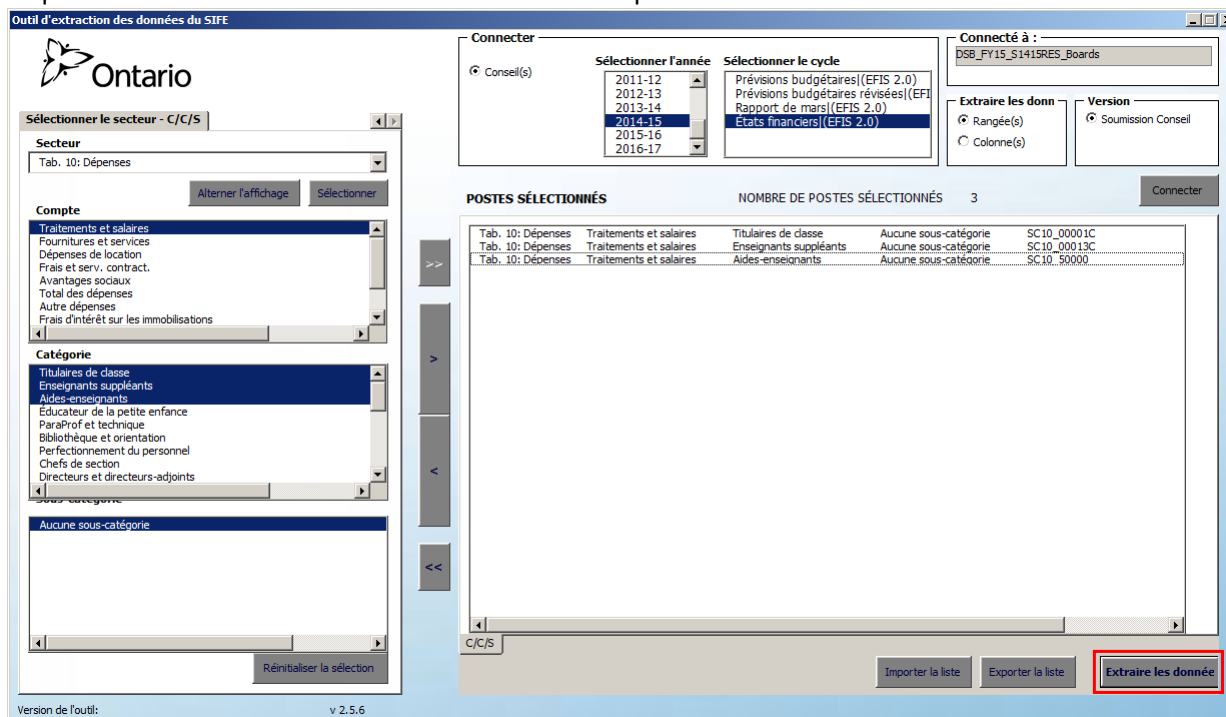 Outil d'extraction des données du SIFE
Ontario
Connecter
Conseil(s)
Sélectionner l'année
2011-12
2012-13
2013-14
2014-15
2015-16
2016-17
Sélectionner le cycle
Prévisions budgétaires|(EFIS 2.0)
Prévisions budgétaires révisées|(EFI
Rapport de mars|(EFIS 2.0)
États financiers|(EFIS 2.0)
Connecté à :
DSB_FY15_S1415RES_Boards
Extraire les donn
Rangée(s)
Colonne(s)
Version
Soumission Conseil
Connecter
Sélectionner le secteur - C/C/S
Secteur
Tab. 10: Dépenses
Alterner l'affichage
Sélectionner
Compte
Traitements et salaires
Fournitures et services
Dépenses de location
Frais et serv. contract.
Avantages sociaux
Total des dépenses
Autre dépenses
Frais d'intérêt sur les immobilisations
Catégorie
Titulaires de classe
Enseignants suppléants
Aides-enseignants
Éducateur de la petite enfance
ParaProf et technique
Bibliothèque et orientation
Perfectionnement du personnel
Chefs de section
Directeurs et directeurs-adjoints
Sous-catégorie
Aucune sous-catégorie
Réinitialiser la sélection
>>
>
<
<<
POSTES SÉLECTIONNÉS NOMBRE DE POSTES SÉLECTIONNÉS 3
Tab. 10: Dépenses Traitements et salaires Titulaires de classe Aucune sous-catégorie SC10_00001C
Tab. 10: Dépenses Traitements et salaires Enseignants suppléants Aucune sous-catégorie SC10_00013C
Tab. 10: Dépenses Traitements et salaires Aides-enseignants Aucune sous-catégorie SC10_50000
C/C/S
Importer la liste
Exporter la liste
Extraire les donnée
Version de l'outil: v 2.5.6